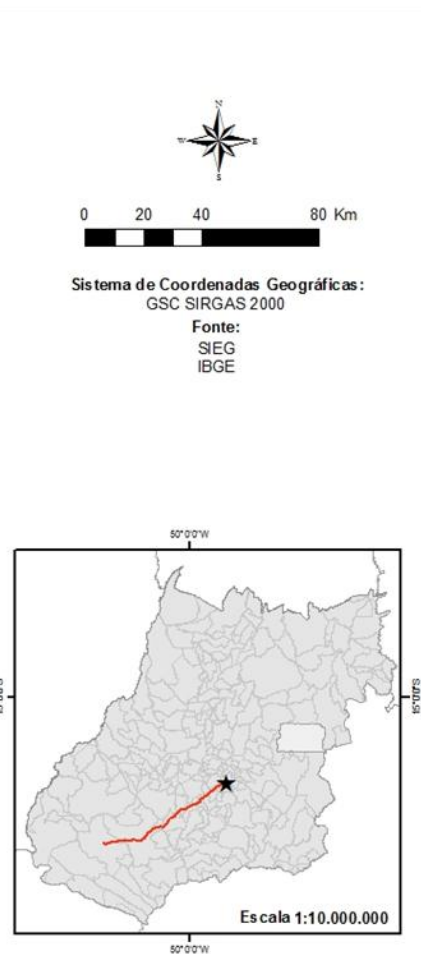 N
W E
S
0 20 40 80 Km
Sistema de Coordenadas Geográficas:
GSC SIRGAS 2000
Fonte:
SIEG
IBGE
50°0'0"W
15°0'0"S
Escala 1:10.000.000
50°0'0"W